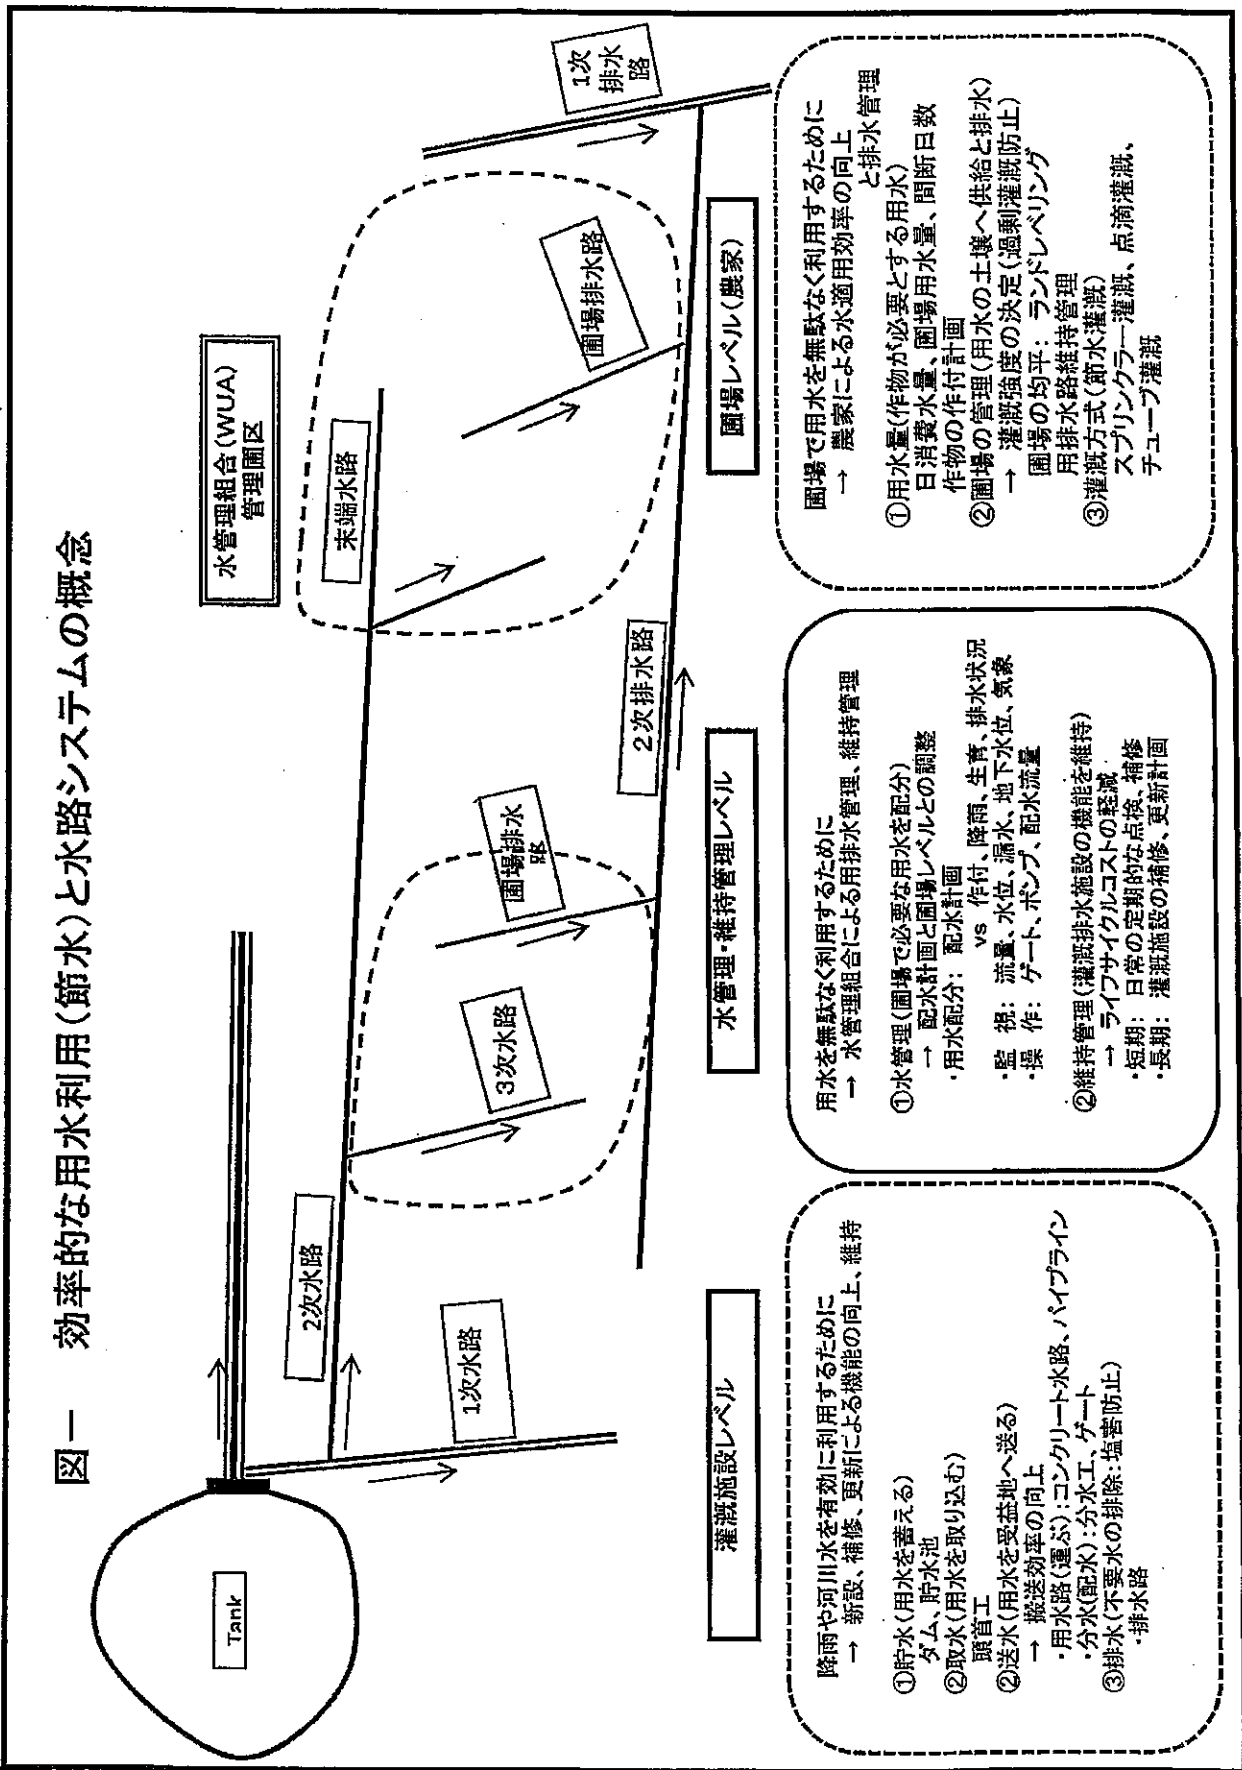 図一　効率的な用水利用(節水)と水路システムの概念
Tank
2次水路
1次水路
3次水路
圃場排水
路
2次排水路
水管理組合(WUA)
管理圃区
末端水路
圃場排水路
1次
排水
路
灌漑施設レベル
降雨や河川水を有効に利用するために
→ 新設、補修、更新による機能の向上、維持
①貯水(用水を蓄える)
ダム、貯水池
②取水(用水を取り込む)
頭首工
②送水(用水を受益地へ送る)
→ 搬送効率の向上
・用水路(運ぶ):コンクリート水路、パイプライン
・分水(配水):分水工、ゲート
③排水(不要水の排除:塩害防止)
・排水路
水管理・維持管理レベル
用水を無駄なく利用するために
→ 水管理組合による用排水管理、維持管理
①水管理(圃場で必要な用水を配分)
→ 配水計画と圃場レベルとの調整
・用水配分: 配水計画
vs 作付、降雨、生育、排水状況
・監 視: 流量、水位、漏水、地下水位、気象
・操 作: ゲート、ポンプ、配水流量
②維持管理(灌漑排水施設の機能を維持)
→ ライフサイクルコストの軽減
・短期: 日常の定期的な点検、補修
・長期: 灌漑施設の補修、更新計画
圃場レベル(農家)
圃場で用水を無駄なく利用するために
→ 農家による水適用効率の向上
と排水管理
①用水量(作物が必要とする用水)
日消費水量、圃場用水量、間断日数
作物の作付計画
②圃場の管理(用水の土壌へ供給と排水)
→ 灌漑強度の決定(過剰灌漑防止)
圃場の均平: ランドレベリング
用排水路維持管理
③灌漑方式(節水灌漑)
スプリンクラー灌漑、点滴灌漑、
チューブ灌漑